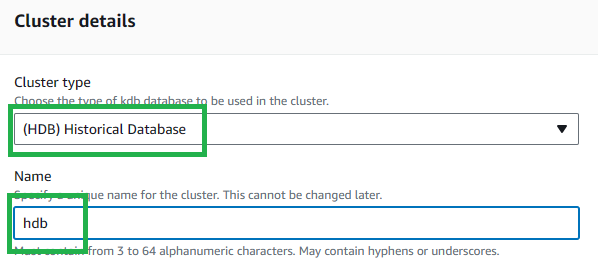 Cluster details
Cluster type
Choose the type of kdb database to be used in the cluster.
(HDB) Historical Database
Name
Specify a unique name for the cluster. This cannot be changed later.
hdb
Must contain from 3 to 64 alphanumeric characters. May contain hyphens or underscores.